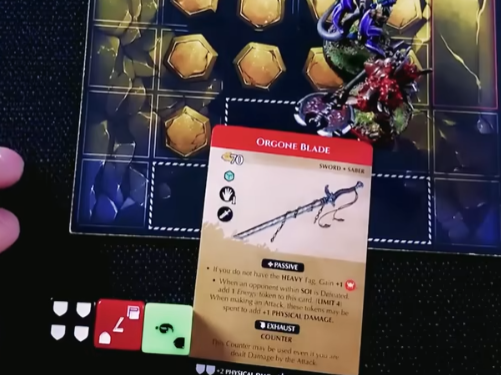 ORGONE BLADE
70
SWORD • SABER
PASSIVE
• If you do not have the HEAVY Tag, Gain +1
• When an opponent within 5OI is Defeated,
add 1 Energy token to this card. /LIMIT 4/
When making an Attack, these tokens may be
spent to add +1 PHYSICAL DAMAGE.
EXHAUST
COUNTER
This Counter may be used even if you are
dealt Damage by the Attack.
7
6
+2 PHYSICAL